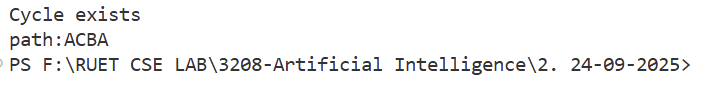 Cycle exists
path:ACBA
PS F:\RUET CSE LAB\3208-Artificial Intelligence\2. 24-09-2025>